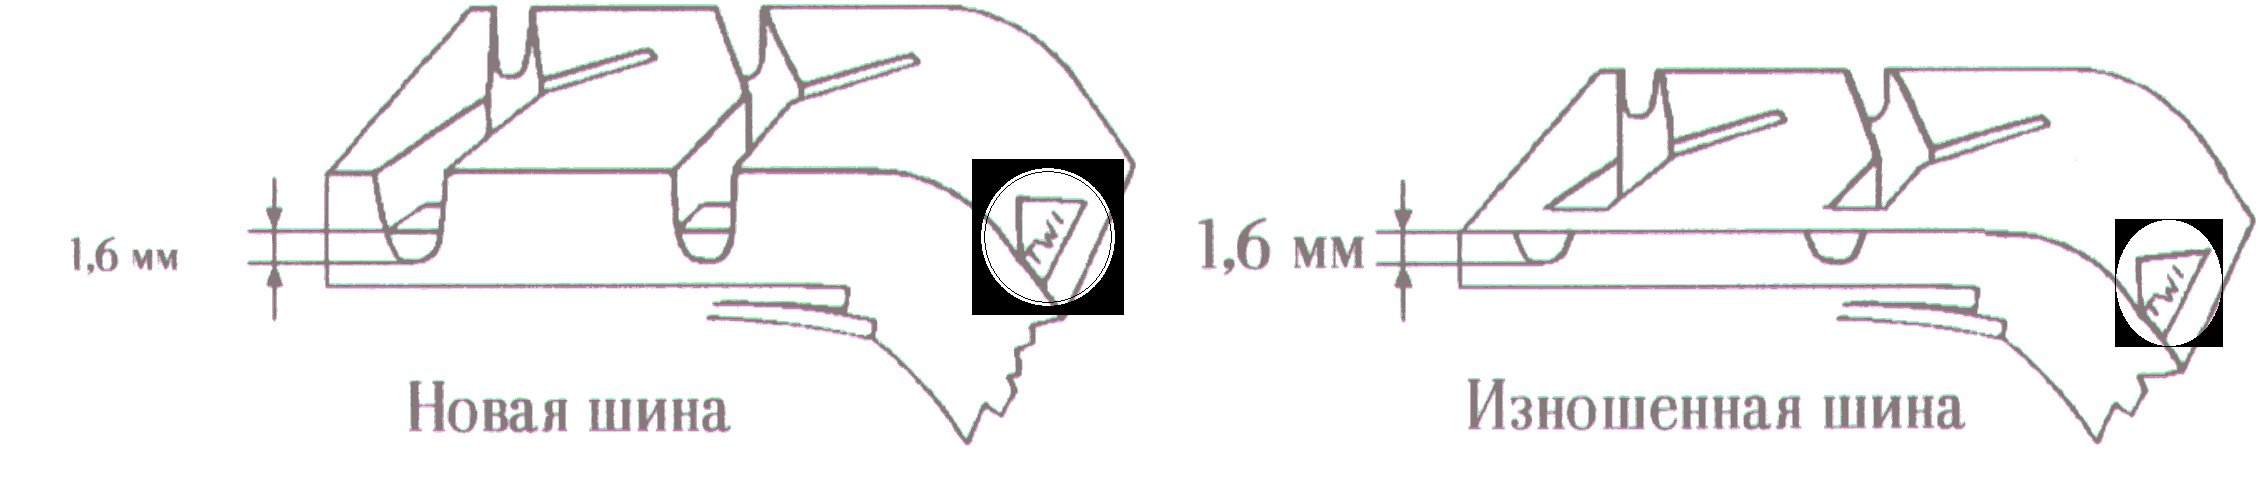 1,6 мм
TWI
Новая шина
1,6 мм
TWI
Изношенная шина